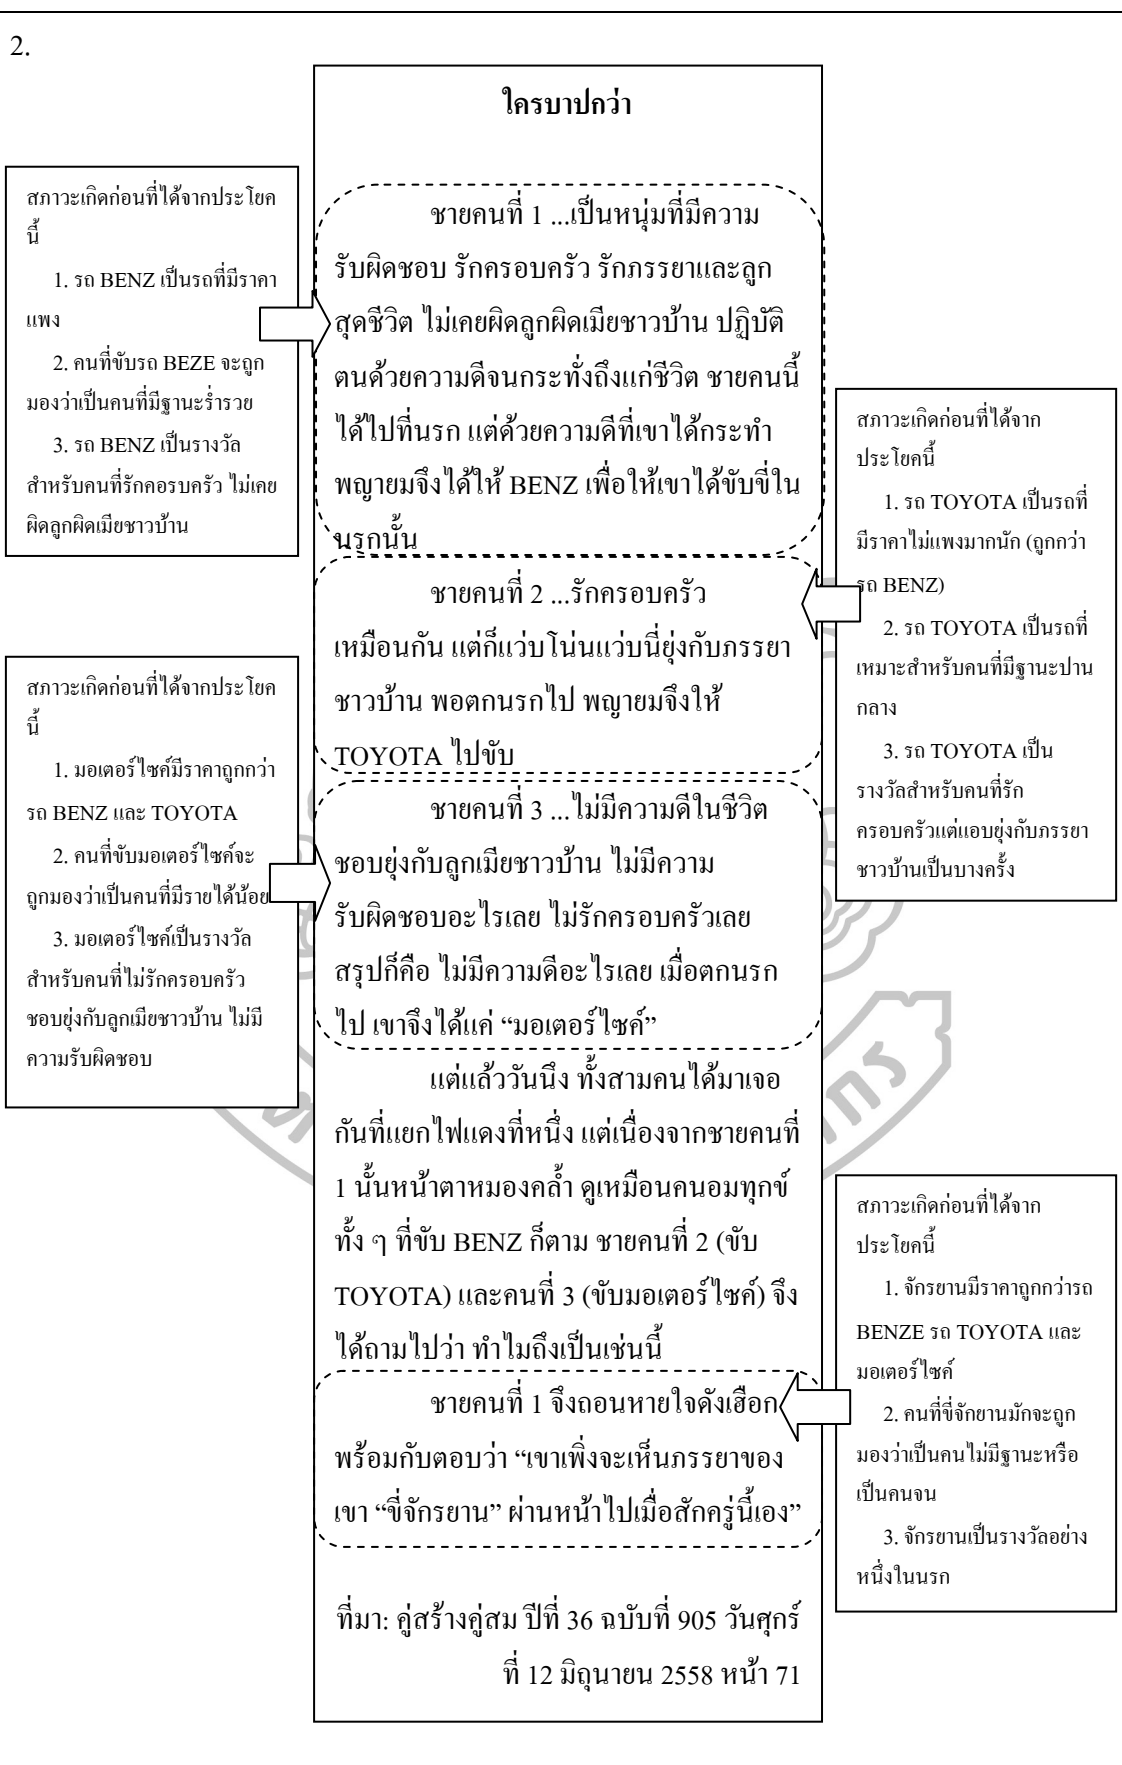 2.
ใครบาปกว่า
สภาวะเกิดก่อนที่ได้จากประโยค
นี้
1. รถ BENZ เป็นรถที่มีราคา
แพง
2. คนที่ขับรถ BEZE จะถูก
มองว่าเป็นคนที่มีฐานะร่ำรวย
3. รถ BENZ เป็นรางวัล
สำหรับคนที่รักคอรบครัว ไม่เคย
ผิดลูกผิดเมียชาวบ้าน
ชายคนที่ 1 ...เป็นหนุ่มที่มีความ
รับผิดชอบ รักครอบครัว รักภรรยาและลูก
สุดชีวิต ไม่เคยผิดลูกผิดเมียชาวบ้าน ปฏิบัติ
ตนด้วยความดีจนกระทั่งถึงแก่ชีวิต ชายคนนี้
ได้ไปที่นรก แต่ด้วยความดีที่เขาได้กระทำ
พญายมจึงได้ให้ BENZ เพื่อให้เขาได้ขับขี่ใน
นรกนั้น
สภาวะเกิดก่อนที่ได้จาก
ประโยคนี้
1. รถ TOYOTA เป็นรถที่
มีราคาไม่แพงมากนัก (ถูกกว่า
รถ BENZ)
2. รถ TOYOTA เป็นรถที่
เหมาะสำหรับคนที่มีฐานะปาน
กลาง
3. รถ TOYOTA เป็น
รางวัลสำหรับคนที่รัก
ครอบครัวแต่แอบยุ่งกับภรรยา
ชาวบ้านเป็นบางครั้ง
ชายคนที่ 2 ...รักครอบครัว
เหมือนกัน แต่ก็แว่บโน่นแว่บนี่ยุ่งกับภรรยา
ชาวบ้าน พอตกนรกไป พญายมจึงให้
TOYOTA ไปขับ
สภาวะเกิดก่อนที่ได้จากประโยค
นี้
1. มอเตอร์ไซค์มีราคาถูกกว่า
รถ BENZ และ TOYOTA
2. คนที่ขับมอเตอร์ไซค์จะ
ถูกมองว่าเป็นคนที่มีรายได้น้อย
3. มอเตอร์ไซค์เป็นรางวัล
สำหรับคนที่ไม่รักครอบครัว
ชอบยุ่งกับลูกเมียชาวบ้าน ไม่มี
ความรับผิดชอบ
ชายคนที่ 3 ...ไม่มีความดีในชีวิต
ชอบยุ่งกับลูกเมียชาวบ้าน ไม่มีความ
รับผิดชอบอะไรเลย ไม่รักครอบครัวเลย
สรุปก็คือ ไม่มีความดีอะไรเลย เมื่อตกนรก
ไป เขาจึงได้แค่ “มอเตอร์ไซค์”
แต่แล้ววันนึง ทั้งสามคนได้มาเจอ
กันที่แยกไฟแดงที่หนึ่ง แต่เนื่องจากชายคนที่
1 นั้นหน้าตาหมองคล้ำ ดูเหมือนคนอมทุกข์
ทั้ง ๆ ที่ขับ BENZ ก็ตาม ชายคนที่ 2 (ขับ
TOYOTA) และคนที่ 3 (ขับมอเตอร์ไซค์) จึง
ได้ถามไปว่า ทำไมถึงเป็นเช่นนี้
สภาวะเกิดก่อนที่ได้จาก
ประโยคนี้
1. จักรยานมีราคาถูกกว่ารถ
BENZE รถ TOYOTA และ
มอเตอร์ไซค์
2. คนที่ขี่จักยานมักจะถูก
มองว่าเป็นคนไม่มีฐานะหรือ
เป็นคนจน
3. จักรยานเป็นรางวัลอย่าง
หนึ่งในนรก
ชายคนที่ 1 จึงถอนหายใจดังเฮือก
พร้อมกับตอบว่า “เขาเพิ่งจะเห็นภรรยาของ
เขา “ขี่จักรยาน” ผ่านหน้าไปเมื่อสักครู่นี้เอง”
ที่มา: คู่สร้างคู่สม ปีที่ 36 ฉบับที่ 905 วันศุกร์
ที่ 12 มิถุนายน 2558 หน้า 71